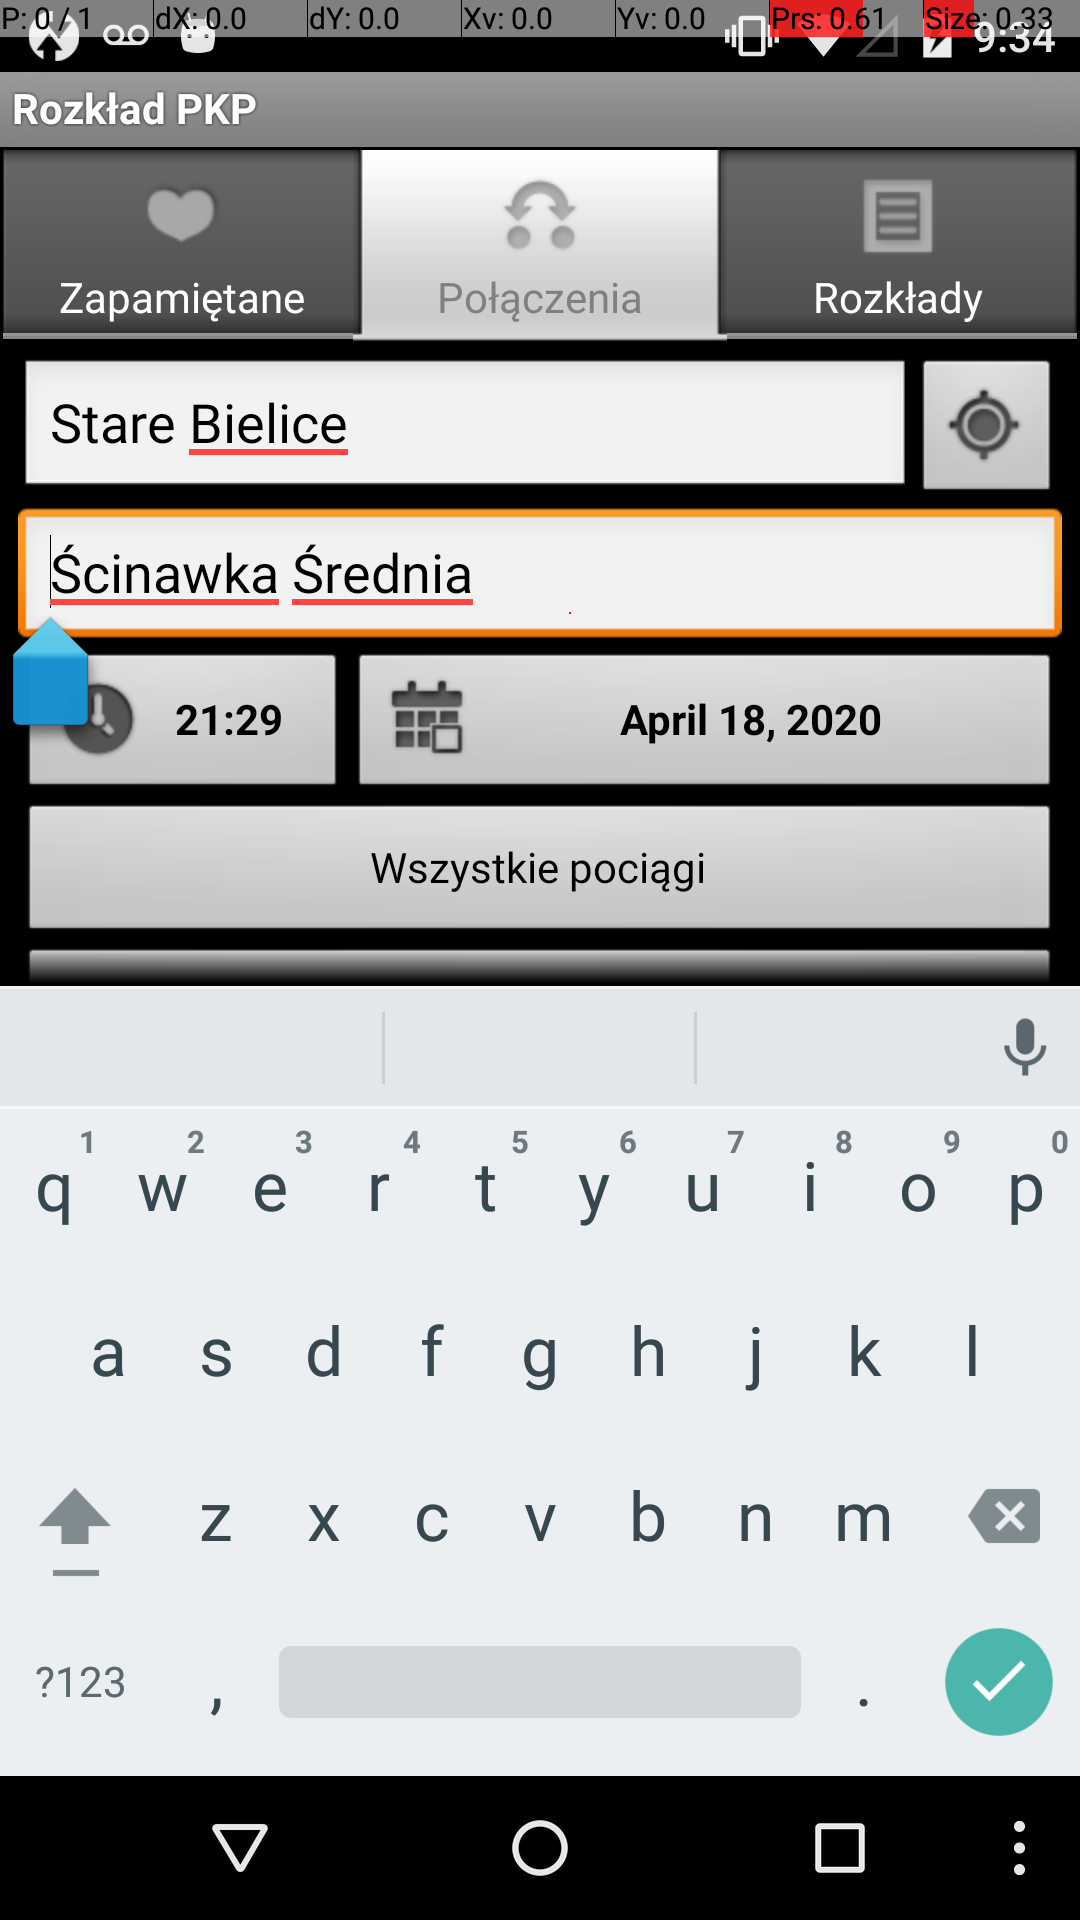 P: 0 / 1 dX: 0.0 dY: 0.0 Xv: 0.0 Yv: 0.0 Prs: 0.61 Size: 0.33
9:34
Rozkład PKP
Zapamiętane Połączenia Rozkłady
Stare Bielice
Ścinawka Średnia
21:29 April 18, 2020
Wszystkie pociągi
1 2 3 4 5 6 7 8 9 0
q w e r t y u i o p
a s d f g h j k l
z x c v b n m
?123 , .